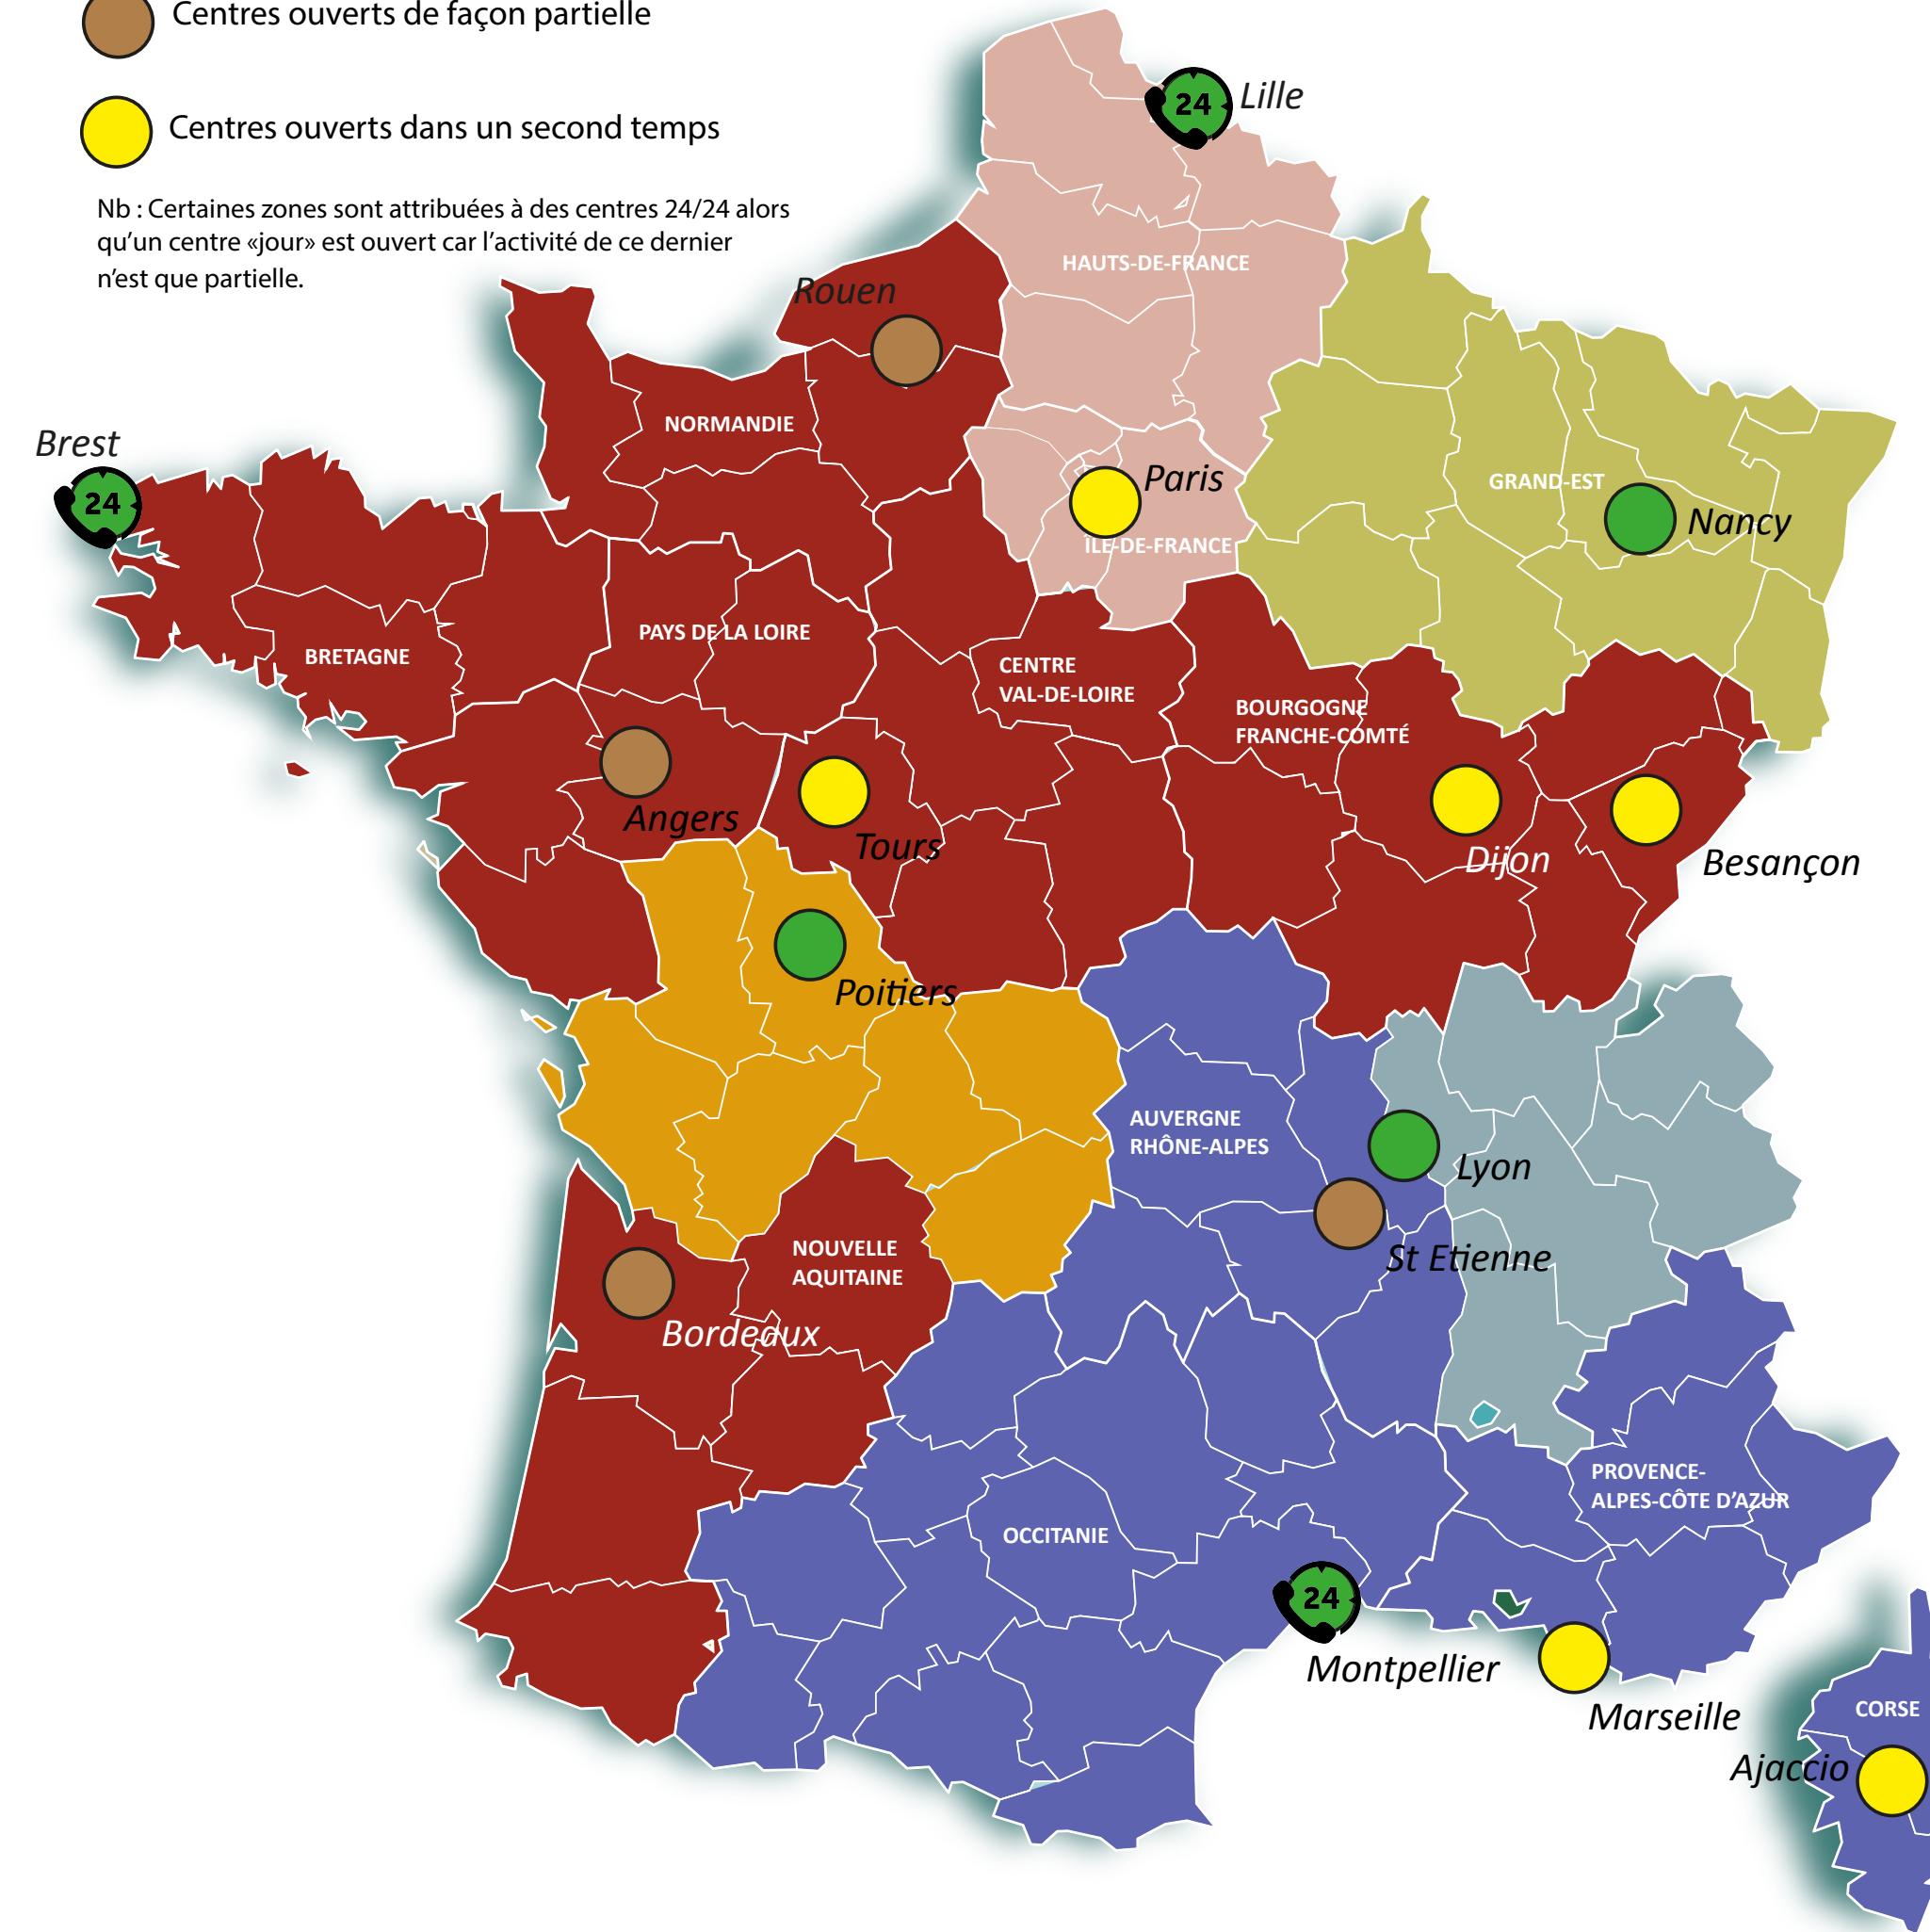 Centres ouverts de façon partielle
Centres ouverts dans un second temps
Nb : Certaines zones sont attribuées à des centres 24/24 alors
qu’un centre «jour» est ouvert car l’activité de ce dernier
n’est que partielle.
24
Lille
HAUTS-DE-FRANCE
Rouen
NORMANDIE
Brest
24
Paris
ÎLE-DE-FRANCE
GRAND-EST
Nancy
BRETAGNE
PAYS DE LA LOIRE
CENTRE
VAL-DE-LOIRE
BOURGOGNE
FRANCHE-COMTÉ
Angers
Tours
Dijon
Besançon
Poitiers
AUVERGNE
RHÔNE-ALPES
Lyon
St Etienne
NOUVELLE
AQUITAINE
Bordeaux
PROVENCE-
ALPES-CÔTE D’AZUR
OCCITANIE
24
Montpellier
Marseille
CORSE
Ajaccio